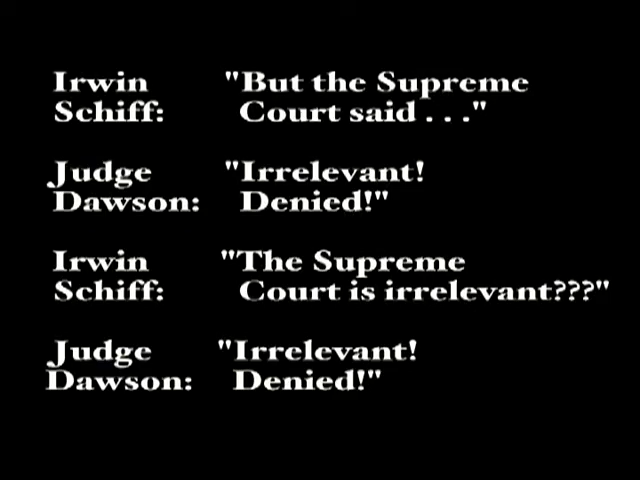 Irwin "But the Supreme
Schiff: Court said . . ."
Judge "Irrelevant!
Dawson: Denied!"
Irwin "The Supreme
Schiff: Court is irrelevant???"
Judge "Irrelevant!
Dawson: Denied!"